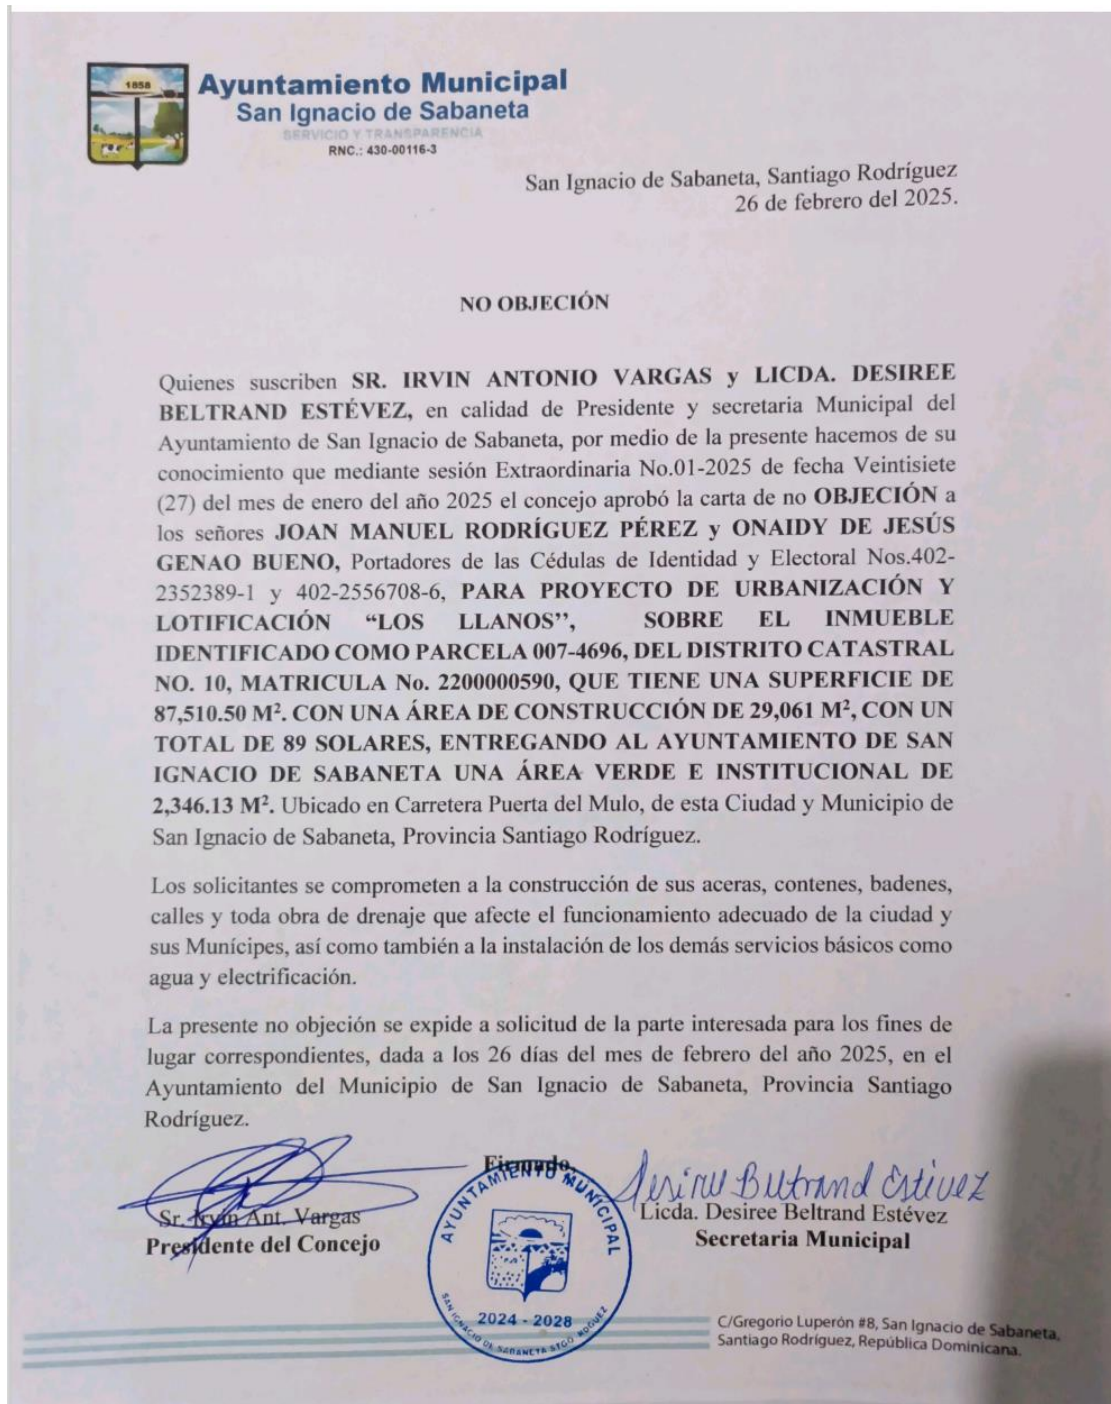 1858
Ayuntamiento Municipal
San Ignacio de Sabaneta
SERVICIO Y TRANSPARENCIA
RNC.: 430-00116-3
San Ignacio de Sabaneta, Santiago Rodríguez
26 de febrero del 2025.
NO OBJECIÓN
Quienes suscriben SR. IRVIN ANTONIO VARGAS y LICDA. DESIREE
BELTRAND ESTÉVEZ, en calidad de Presidente y secretaria Municipal del
Ayuntamiento de San Ignacio de Sabaneta, por medio de la presente hacemos de su
conocimiento que mediante sesión Extraordinaria No.01-2025 de fecha Veintisiete
(27) del mes de enero del año 2025 el concejo aprobó la carta de no OBJECIÓN a
los señores JOAN MANUEL RODRÍGUEZ PÉREZ y ONAIDY DE JESÚS
GENAO BUENO, Portadores de las Cédulas de Identidad y Electoral Nos.402-
2352389-1 y 402-2556708-6, PARA PROYECTO DE URBANIZACIÓN Y
LOTIFICACIÓN “LOS LLANOS’’, SOBRE EL INMUEBLE
IDENTIFICADO COMO PARCELA 007-4696, DEL DISTRITO CATASTRAL
NO. 10, MATRICULA No. 2200000590, QUE TIENE UNA SUPERFICIE DE
87,510.50 M². CON UNA ÁREA DE CONSTRUCCIÓN DE 29,061 M², CON UN
TOTAL DE 89 SOLARES, ENTREGANDO AL AYUNTAMIENTO DE SAN
IGNACIO DE SABANETA UNA ÁREA VERDE E INSTITUCIONAL DE
2,346.13 M². Ubicado en Carretera Puerta del Mulo, de esta Ciudad y Municipio de
San Ignacio de Sabaneta, Provincia Santiago Rodríguez.
Los solicitantes se comprometen a la construcción de sus aceras, contenes, badenes,
calles y toda obra de drenaje que afecte el funcionamiento adecuado de la ciudad y
sus Munícipes, así como también a la instalación de los demás servicios básicos como
agua y electrificación.
La presente no objeción se expide a solicitud de la parte interesada para los fines de
lugar correspondientes, dada a los 26 días del mes de febrero del año 2025, en el
Ayuntamiento del Municipio de San Ignacio de Sabaneta, Provincia Santiago
Rodríguez.
Firmado,
Desiree Beltrand Estévez
Sr. Irvin Ant. Vargas
Presidente del Concejo
Licda. Desiree Beltrand Estévez
Secretaria Municipal
AYUNTAMIENTO MUNICIPAL
2024 - 2028
SAN IGNACIO DE SABANETA
C/Gregorio Luperón #8, San Ignacio de Sabaneta,
Santiago Rodríguez, República Dominicana.